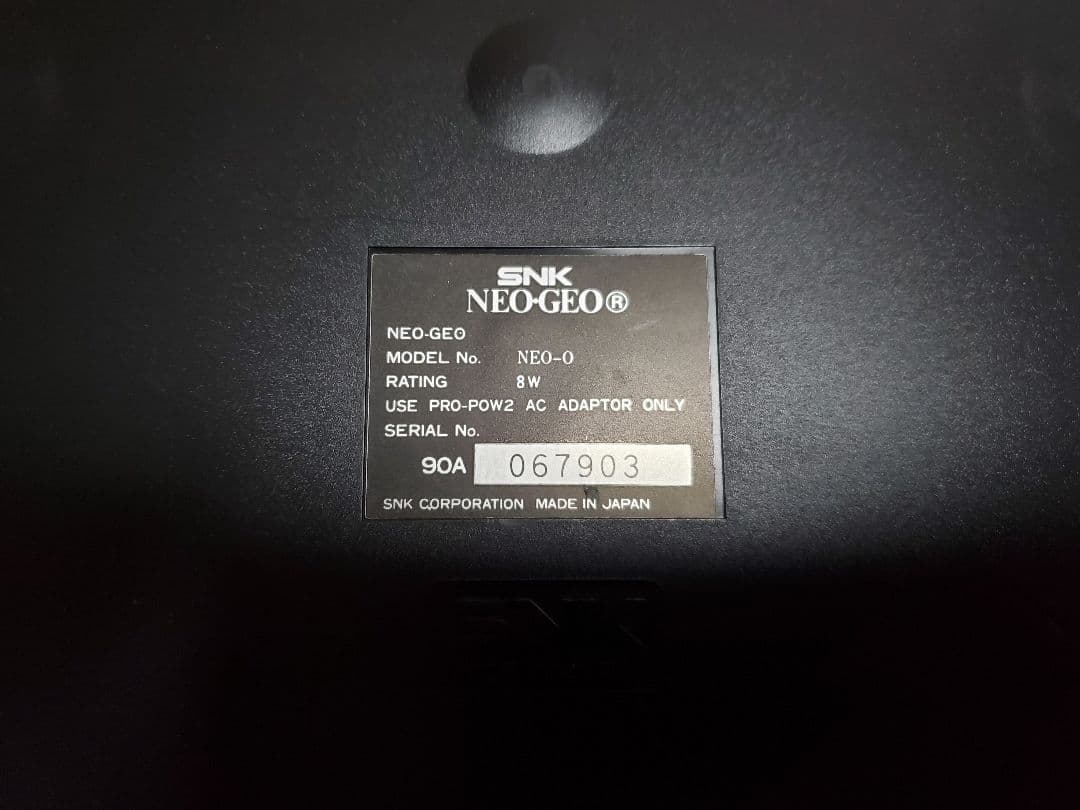 SNK
NEO·GEO®
NEO-GEO
MODEL No. NEO-O
RATING 8W
USE PRO-POW2 AC ADAPTOR ONLY
SERIAL No.
90A 067903
SNK CORPORATION MADE IN JAPAN